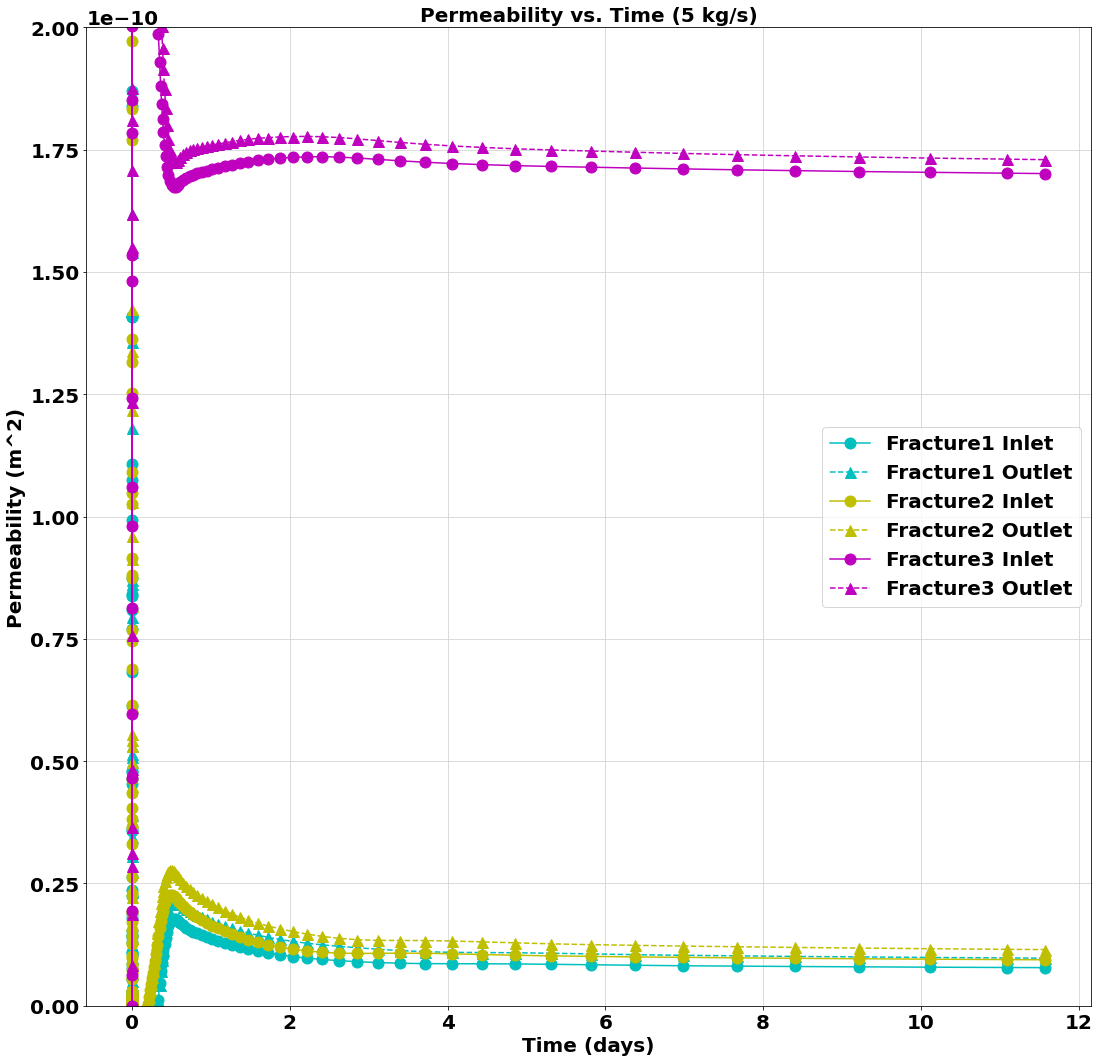 Permeability vs. Time (5 kg/s)
1e−10
2.00
1.75
1.50
1.25
1.00
0.75
0.50
0.25
0.00
Permeability (m^2)
Fracture1 Inlet
Fracture1 Outlet
Fracture2 Inlet
Fracture2 Outlet
Fracture3 Inlet
Fracture3 Outlet
0 2 4 6 8 10 12
Time (days)